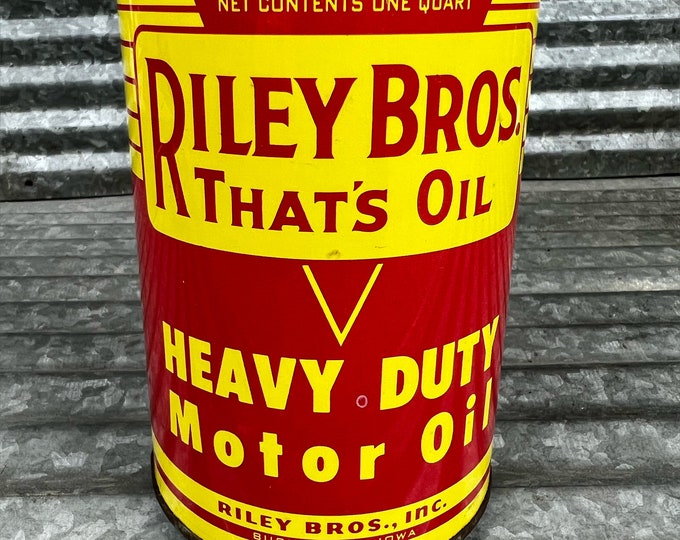 NET CONTENTS ONE QUART
RILEY BROS.
THAT'S OIL
HEAVY DUTY
Motor Oil
RILEY BROS., INC.